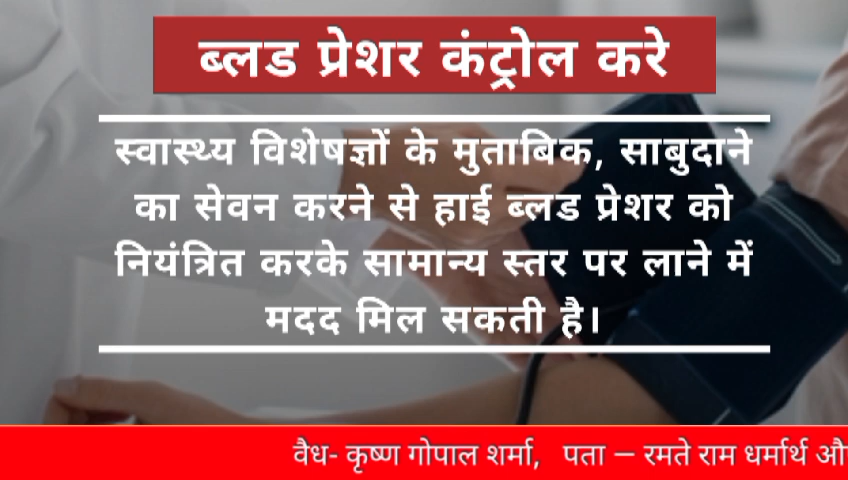 ब्लड प्रेशर कंट्रोल करे
स्वास्थ्य विशेषज्ञों के मुताबिक, साबुदाने
का सेवन करने से हाई ब्लड प्रेशर को
नियंत्रित करके सामान्य स्तर पर लाने में
मदद मिल सकती है।
वैध- कृष्ण गोपाल शर्मा, पता – रमते राम धर्मार्थ औ